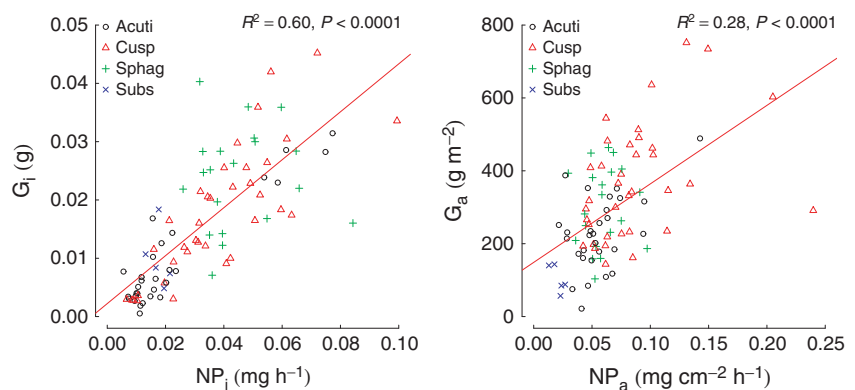 R² = 0.60, P < 0.0001
Acuti
Cusp
Sphag
Subs
0.05
0.04
0.03
0.02
0.01
0.00
Gᵢ (g)
0.00 0.02 0.04 0.06 0.08 0.10
NPᵢ (mg h⁻¹)
R² = 0.28, P < 0.0001
Acuti
Cusp
Sphag
Subs
800
600
400
200
0
Gₐ (g m⁻²)
0.00 0.05 0.10 0.15 0.20 0.25
NPₐ (mg cm⁻² h⁻¹)